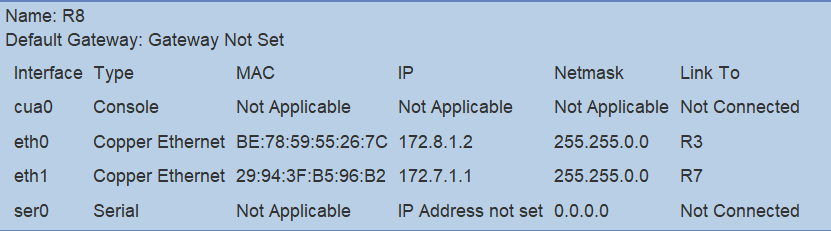 Name: R8
Default Gateway: Gateway Not Set
Interface Type MAC IP Netmask Link To
cua0 Console Not Applicable Not Applicable Not Applicable Not Connected
eth0 Copper Ethernet BE:78:59:55:26:7C 172.8.1.2 255.255.0.0 R3
eth1 Copper Ethernet 29:94:3F:B5:96:B2 172.7.1.1 255.255.0.0 R7
ser0 Serial Not Applicable IP Address not set 0.0.0.0 Not Connected